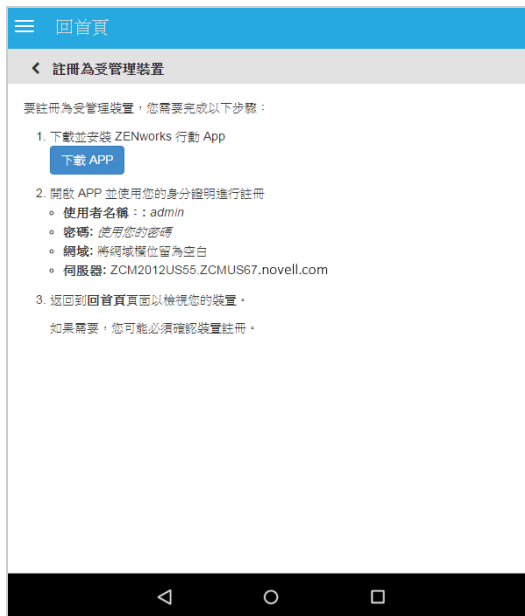 回首頁
註冊為受管理裝置
要註冊為受管理裝置，您需要完成以下步驟：
1. 下載並安裝 ZENworks 行動 App
下載 APP
2. 開啟 APP 並使用您的身分證明進行註冊
使用者名稱：: admin
密碼: 使用您的密碼
網域: 將網域欄位留為空白
伺服器: ZCM2012US55.ZCMUS67.novell.com
3. 返回到回首頁頁面以檢視您的裝置。
如果需要，您可能必須確認裝置註冊。